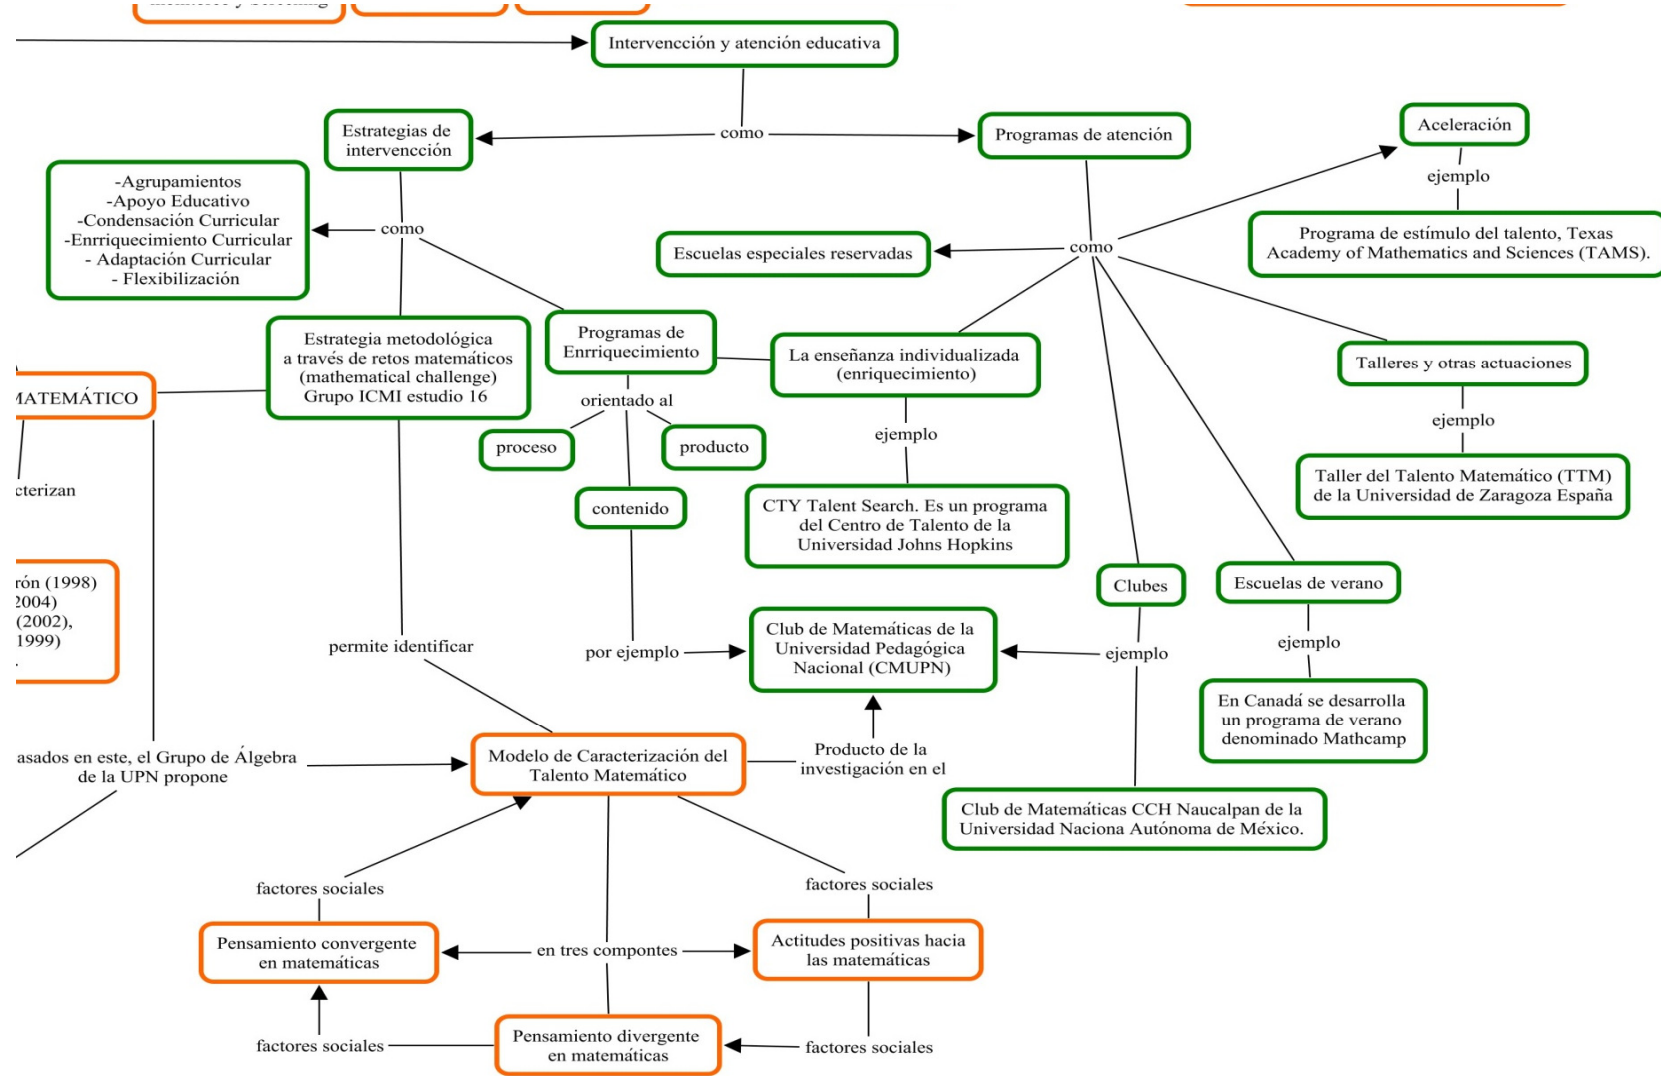 Monitoreo y Screening
Intervencción y atención educativa
como
Estrategias de
intervencción
Programas de atención
Aceleración
ejemplo
Programa de estímulo del talento, Texas
Academy of Mathematics and Sciences (TAMS).
-Agrupamientos
-Apoyo Educativo
-Condensación Curricular
-Enrriquecimiento Curricular
- Adaptación Curricular
- Flexibilización
como
Escuelas especiales reservadas
como
Estrategia metodológica
a través de retos matemáticos
(mathematical challenge)
Grupo ICMI estudio 16
Programas de
Enrriquecimiento
La enseñanza individualizada
(enriquecimiento)
Talleres y otras actuaciones
MATEMÁTICO
orientado al
proceso
producto
contenido
ejemplo
ejemplo
CTY Talent Search. Es un programa
del Centro de Talento de la
Universidad Johns Hopkins
Taller del Talento Matemático (TTM)
de la Universidad de Zaragoza España
cterizan
rón (1998)
2004)
(2002),
1999)
.
Clubes
Escuelas de verano
permite identificar
por ejemplo
Club de Matemáticas de la
Universidad Pedagógica
Nacional (CMUPN)
ejemplo
ejemplo
En Canadá se desarrolla
un programa de verano
denominado Mathcamp
asados en este, el Grupo de Álgebra
de la UPN propone
Modelo de Caracterización del
Talento Matemático
Producto de la
investigación en el
Club de Matemáticas CCH Naucalpan de la
Universidad Naciona Autónoma de México.
factores sociales
factores sociales
Pensamiento convergente
en matemáticas
en tres compontes
Actitudes positivas hacia
las matemáticas
factores sociales
Pensamiento divergente
en matemáticas
factores sociales